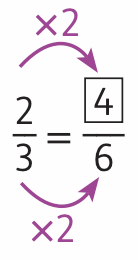 ×2
2/3 = 4/6
×2